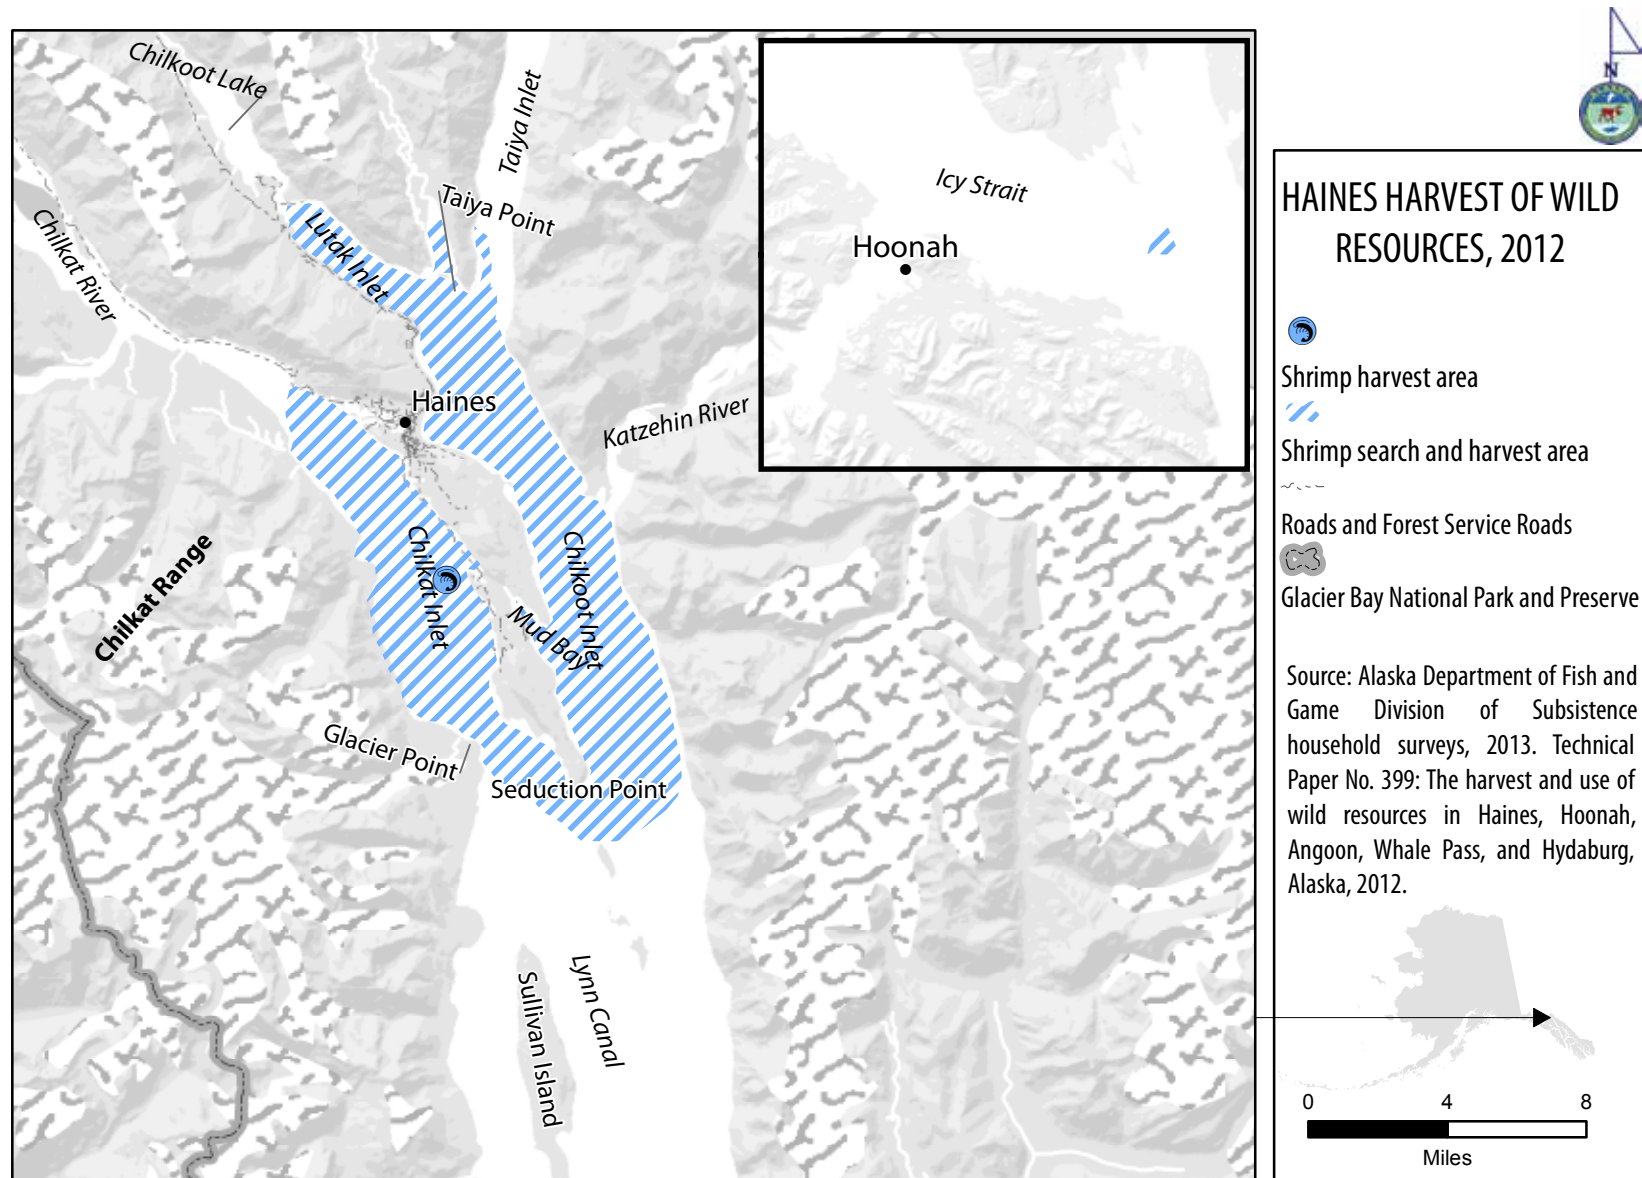 Chilkoot Lake
Taiya Inlet
Taiya Point
Lutak Inlet
Chilkat River
Haines
Katzehin River
Chilkat Range
Chilkat Inlet
Chilkoot Inlet
Mud Bay
Glacier Point
Seduction Point
Sullivan Island
Lynn Canal
Icy Strait
Hoonah
N
HAINES HARVEST OF WILD
RESOURCES, 2012
Shrimp harvest area
Shrimp search and harvest area
Roads and Forest Service Roads
Glacier Bay National Park and Preserve
Source: Alaska Department of Fish and
Game Division of Subsistence
household surveys, 2013. Technical
Paper No. 399: The harvest and use of
wild resources in Haines, Hoonah,
Angoon, Whale Pass, and Hydaburg,
Alaska, 2012.
0 4 8
Miles